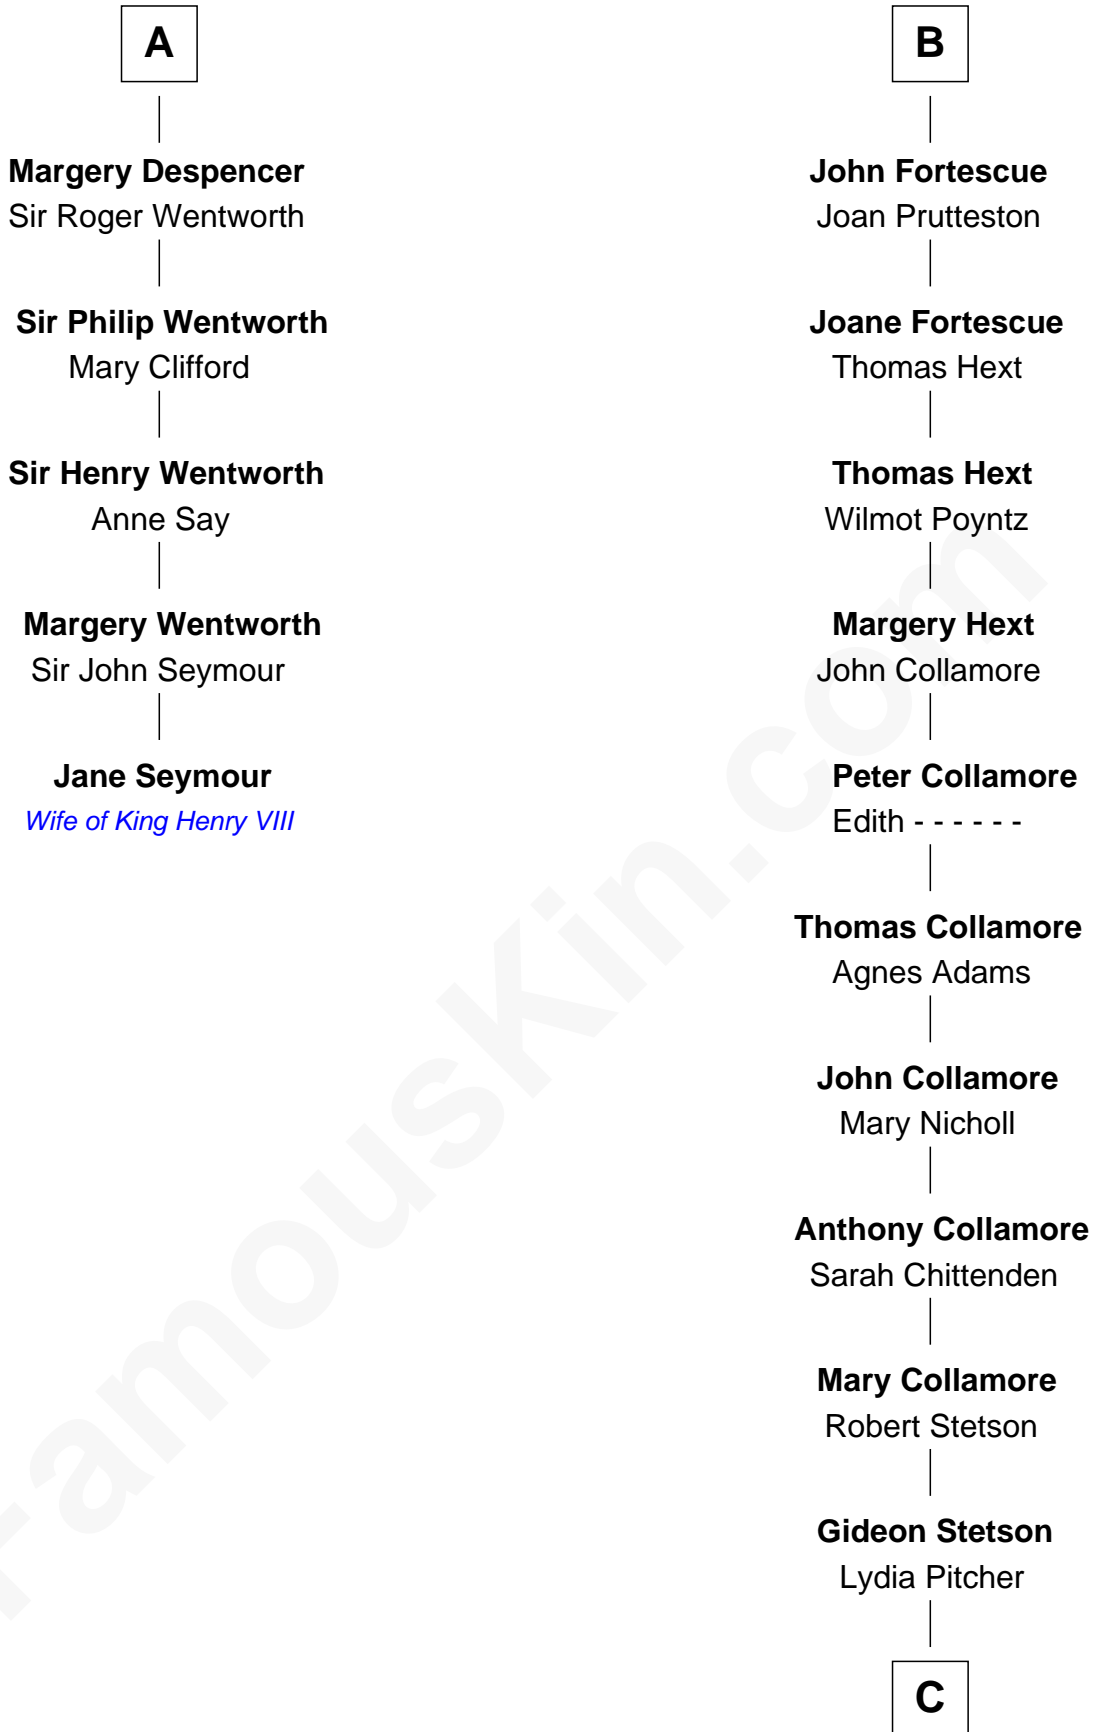 A
Margery Despencer
Sir Roger Wentworth
Sir Philip Wentworth
Mary Clifford
Sir Henry Wentworth
Anne Say
Margery Wentworth
Sir John Seymour
Jane Seymour
Wife of King Henry VIII
B
John Fortescue
Joan Prutteston
Joane Fortescue
Thomas Hext
Thomas Hext
Wilmot Poyntz
Margery Hext
John Collamore
Peter Collamore
Edith - - - - - -
Thomas Collamore
Agnes Adams
John Collamore
Mary Nicholl
Anthony Collamore
Sarah Chittenden
Mary Collamore
Robert Stetson
Gideon Stetson
Lydia Pitcher
C
FamousKin.com